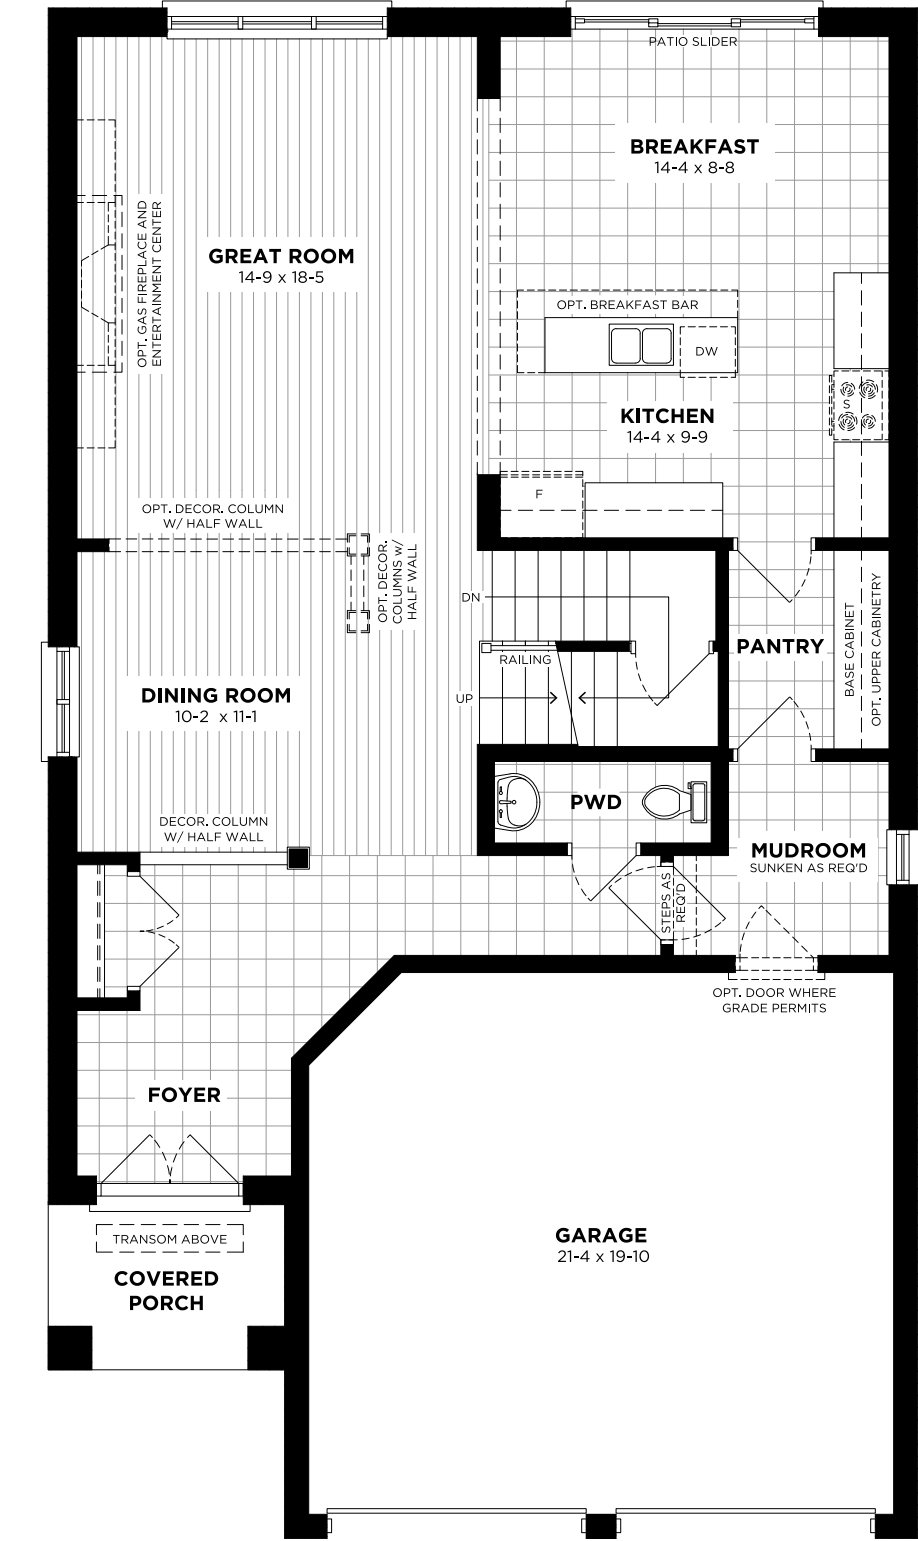 PATIO SLIDER
BREAKFAST
14-4 x 8-8
GREAT ROOM
14-9 x 18-5
OPT. GAS FIREPLACE AND
ENTERTAINMENT CENTER
OPT. BREAKFAST BAR
DW
S
KITCHEN
14-4 x 9-9
F
OPT. DECOR. COLUMN
W/ HALF WALL
OPT. DECOR.
COLUMNS w/
HALF WALL
DN
RAILING
UP
PANTRY
BASE CABINET
OPT. UPPER CABINETRY
DINING ROOM
10-2 x 11-1
DECOR. COLUMN
W/ HALF WALL
PWD
MUDROOM
SUNKEN AS REQ'D
STEPS AS
REQ'D
OPT. DOOR WHERE
GRADE PERMITS
FOYER
TRANSOM ABOVE
COVERED
PORCH
GARAGE
21-4 x 19-10